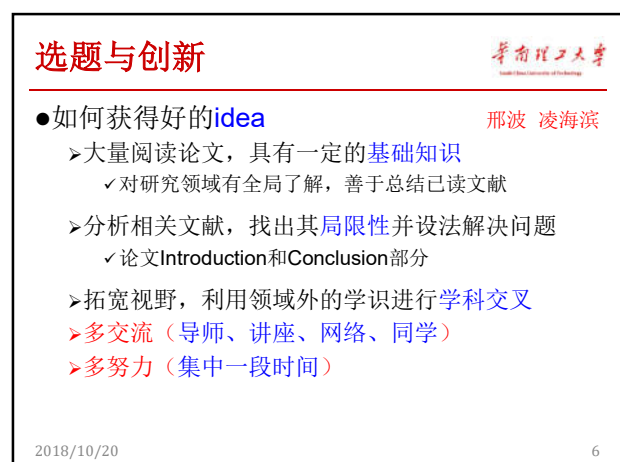 选题与创新
华南理工大学
South China University of Technology
●如何获得好的idea 邢波 凌海滨
➢大量阅读论文，具有一定的基础知识
✓对研究领域有全局了解，善于总结已读文献
➢分析相关文献，找出其局限性并设法解决问题
✓论文Introduction和Conclusion部分
➢拓宽视野，利用领域外的学识进行学科交叉
➢多交流（导师、讲座、网络、同学）
➢多努力（集中一段时间）
2018/10/20 6